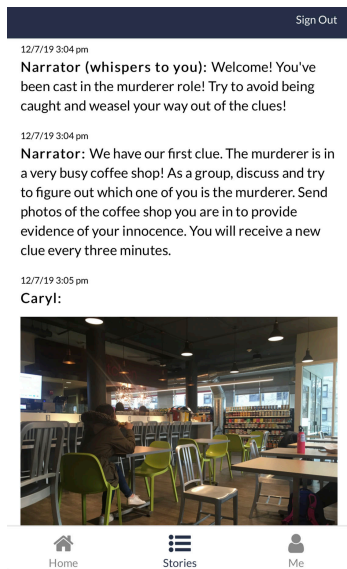 Sign Out
12/7/19 3:04 pm
Narrator (whispers to you): Welcome! You've
been cast in the murderer role! Try to avoid being
caught and weasel your way out of the clues!
12/7/19 3:04 pm
Narrator: We have our first clue. The murderer is in
a very busy coffee shop! As a group, discuss and try
to figure out which one of you is the murderer. Send
photos of the coffee shop you are in to provide
evidence of your innocence. You will receive a new
clue every three minutes.
12/7/19 3:05 pm
Caryl:
Home
Stories
Me